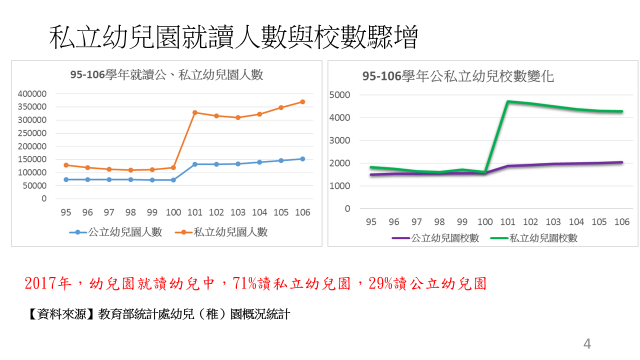 私立幼兒園就讀人數與校數驟增
95-106學年就讀公、私立幼兒園人數
400000
350000
300000
250000
200000
150000
100000
50000
0
95 96 97 98 99 100 101 102 103 104 105 106
公立幼兒園人數 私立幼兒園人數
95-106學年公私立幼兒校數變化
5000
4000
3000
2000
1000
0
95 96 97 98 99 100 101 102 103 104 105 106
公立幼兒園校數 私立幼兒園校數
2017年，幼兒園就讀幼兒中，71%讀私立幼兒園，29%讀公立幼兒園
【資料來源】教育部統計處幼兒（稚）園概況統計
4